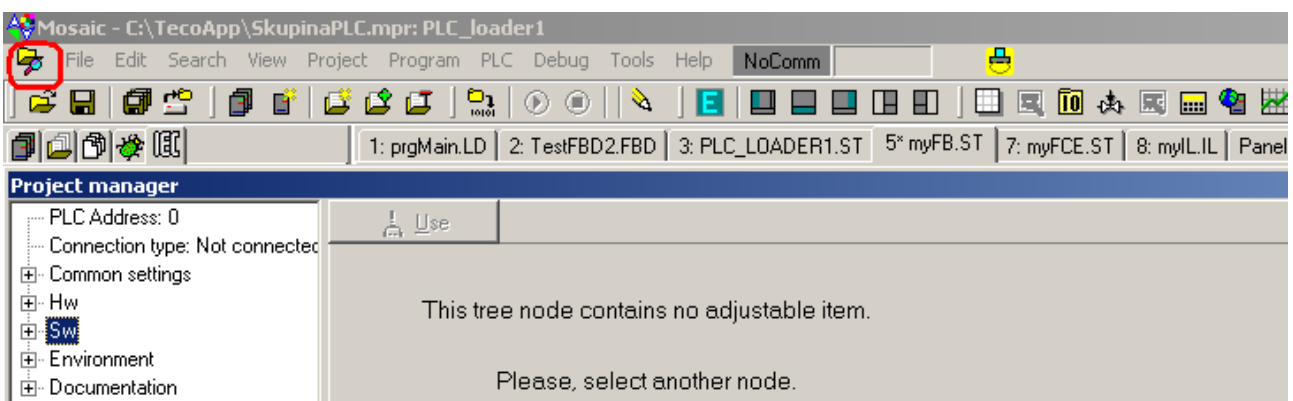 Mosaic - C:\TecoApp\SkupinaPLC.mpr: PLC_loader1
File Edit Search View Project Program PLC Debug Tools Help NoComm
E 10
1: prgMain.LD 2: TestFBD2.FBD 3: PLC_LOADER1.ST 5* myFB.ST 7: myFCE.ST 8: myIL.IL Panel
Project manager
PLC Address: 0
Use
Connection type: Not connected
Common settings
Hw
This tree node contains no adjustable item.
Sw
Environment
Please, select another node.
Documentation